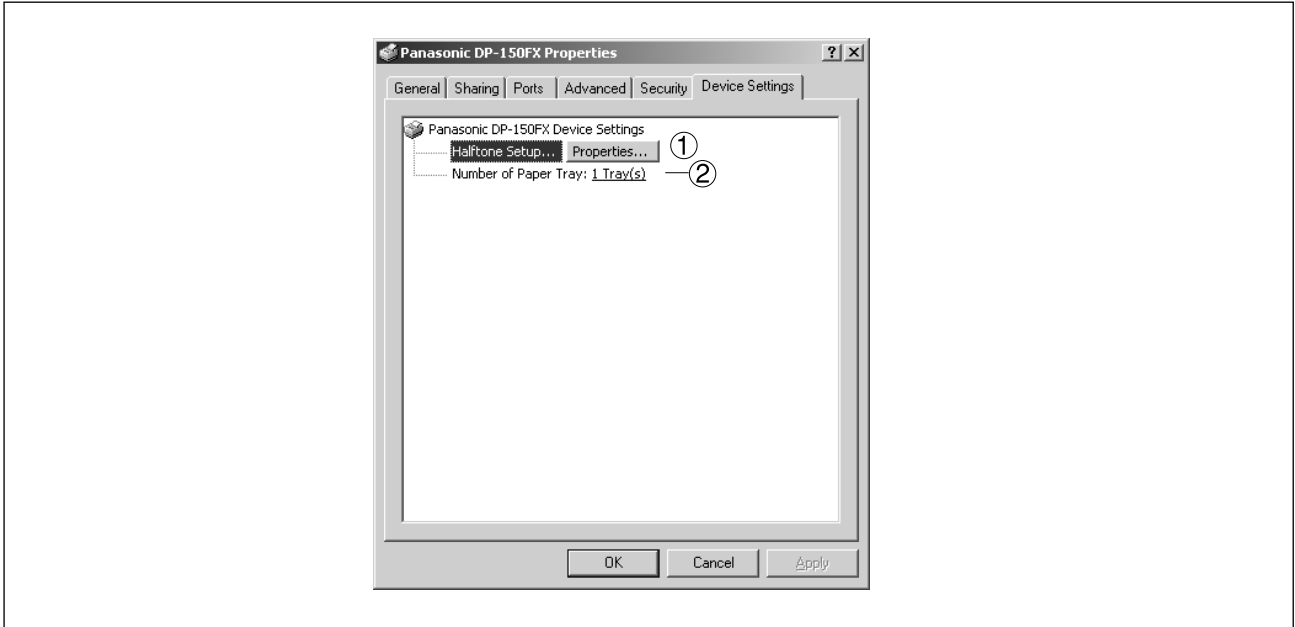 Panasonic DP-150FX Properties
? ×
General Sharing Ports Advanced Security Device Settings
Panasonic DP-150FX Device Settings
Halftone Setup... Properties... ①
Number of Paper Tray: 1 Tray(s) ②
OK Cancel Apply